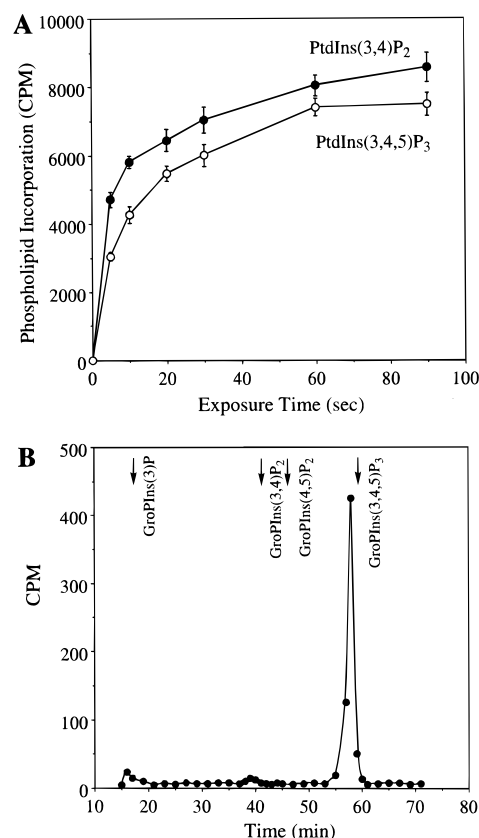 A
10000
8000
6000
4000
2000
0
Phospholipid Incorporation (CPM)
PtdIns(3,4)P2
PtdIns(3,4,5)P3
0 20 40 60 80 100
Exposure Time (sec)
B
500
400
300
200
100
0
CPM
GroPIns(3)P
GroPIns(3,4)P2
GroPIns(4,5)P2
GroPIns(3,4,5)P3
10 20 30 40 50 60 70 80
Time (min)